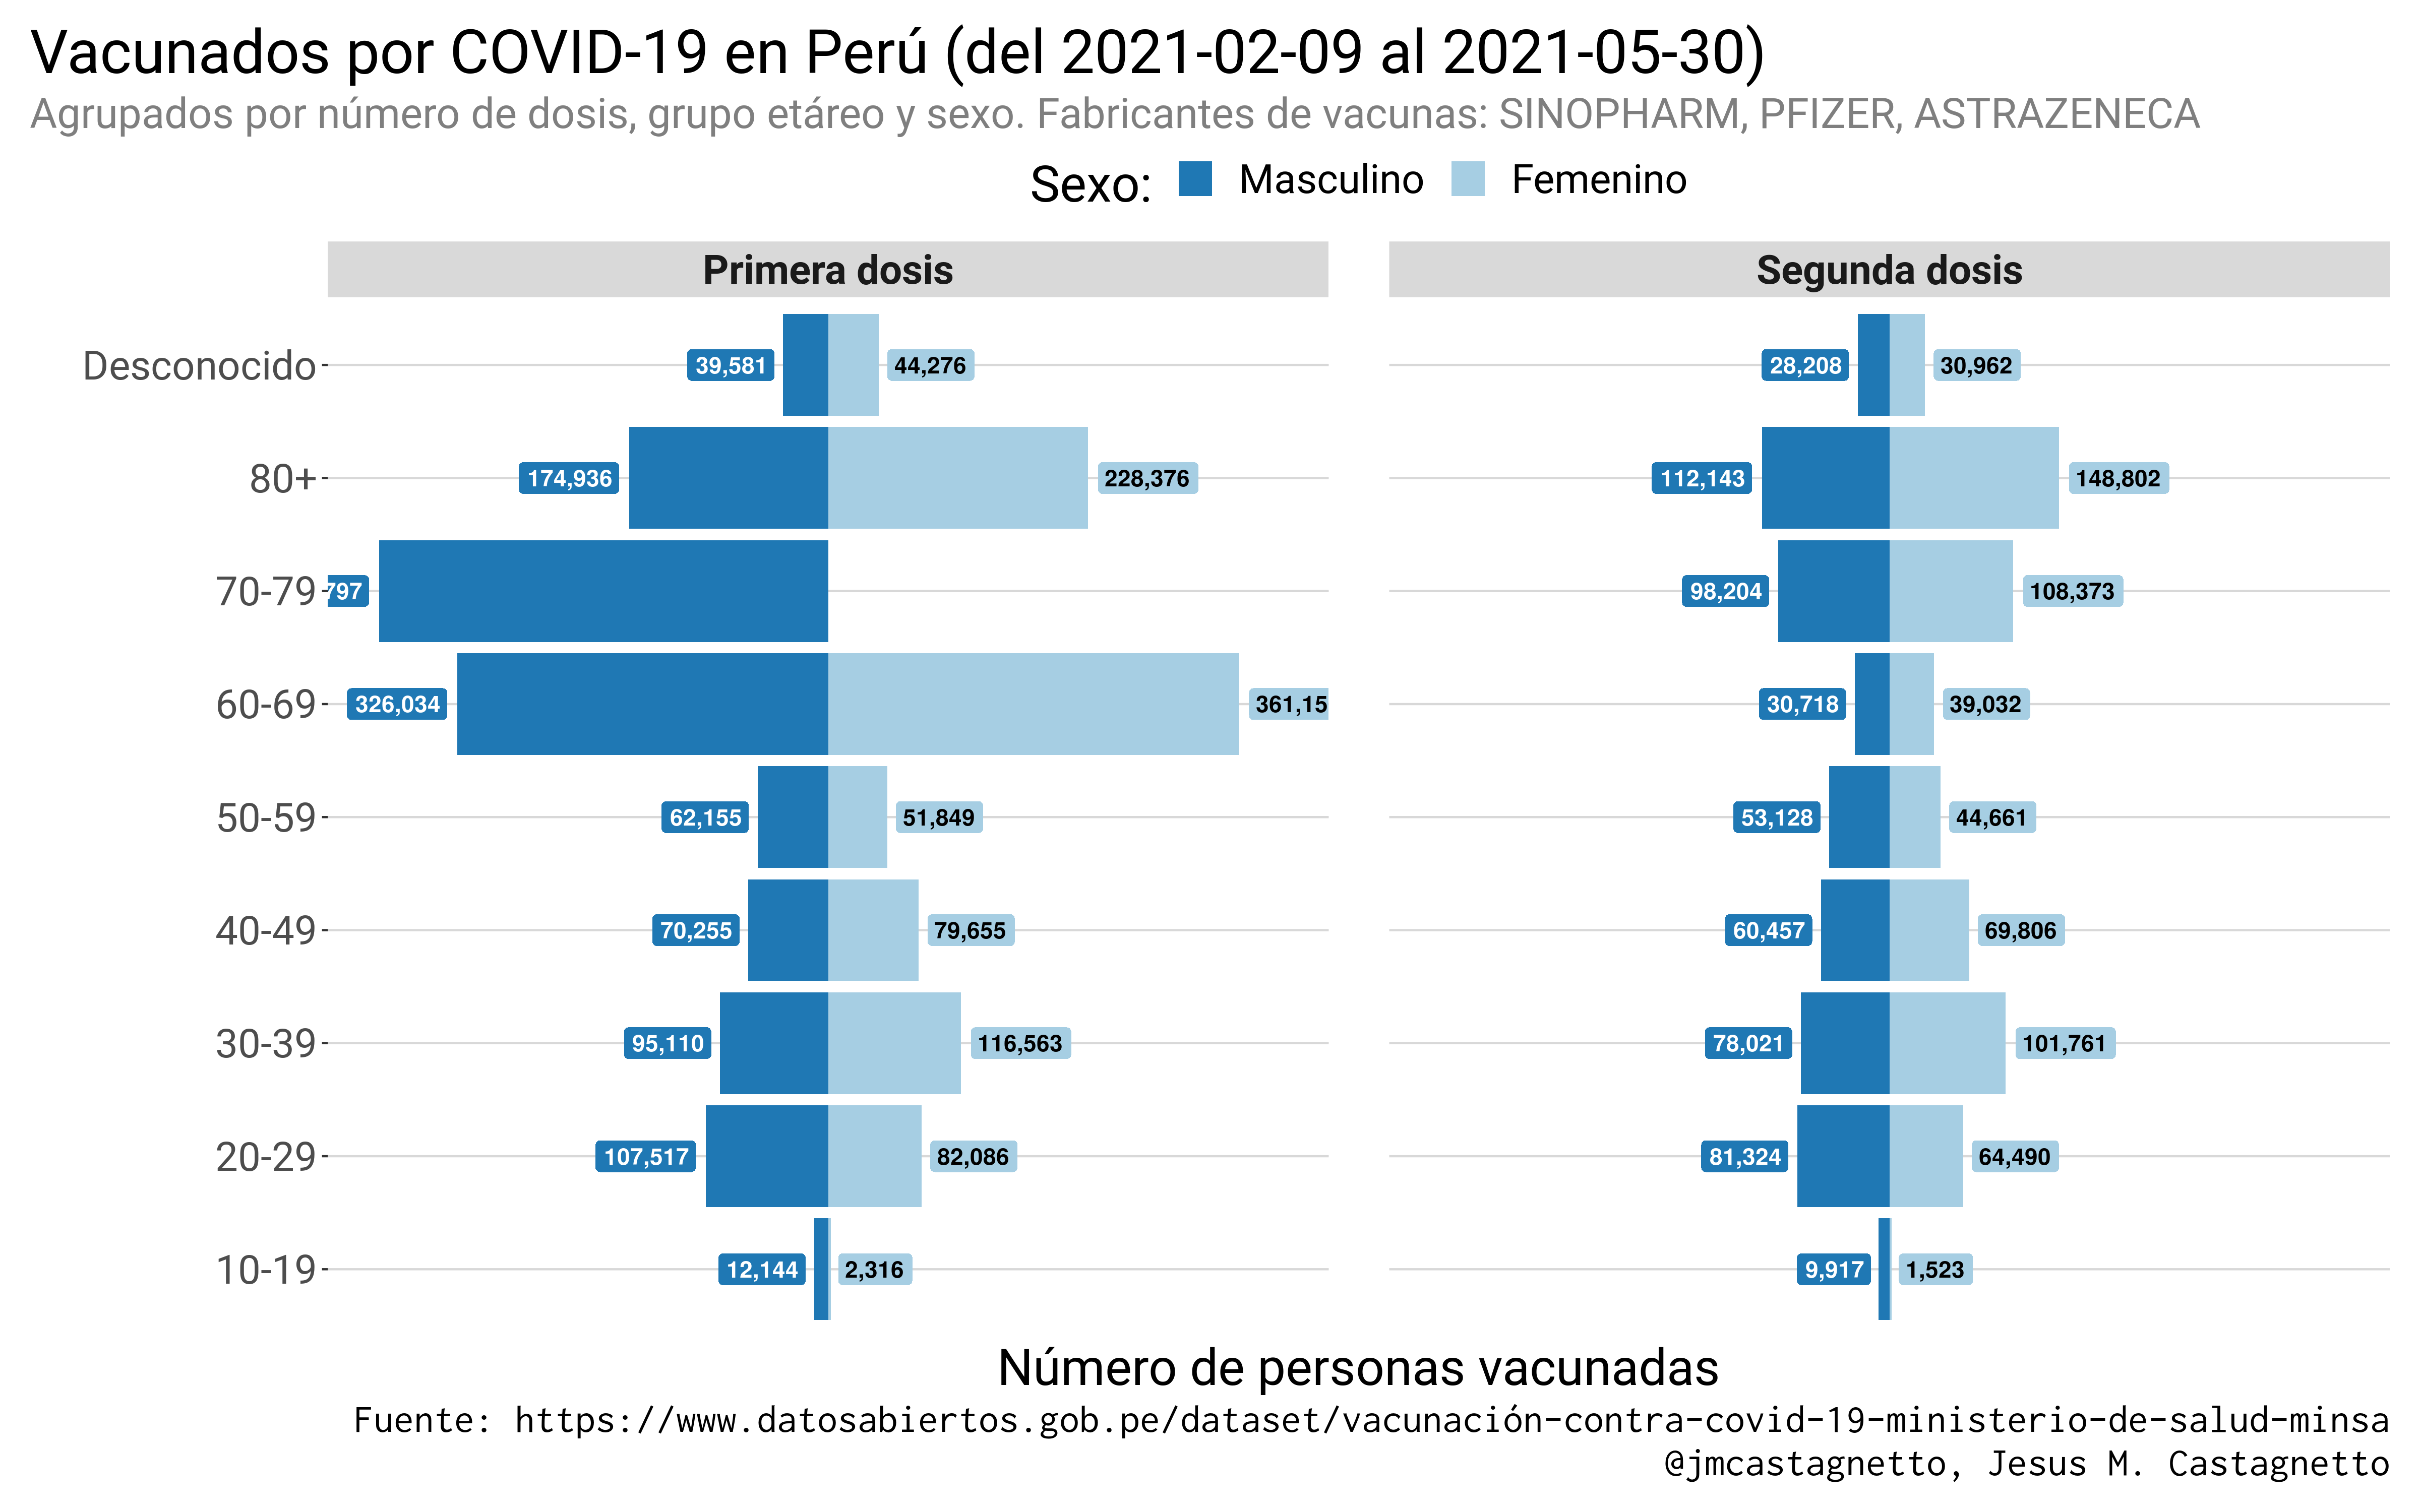 Vacunados por COVID-19 en Perú (del 2021-02-09 al 2021-05-30)
Agrupados por número de dosis, grupo etáreo y sexo. Fabricantes de vacunas: SINOPHARM, PFIZER, ASTRAZENECA
Sexo: Masculino Femenino
Primera dosis Segunda dosis
Desconocido 39,581 44,276 28,208 30,962
80+ 174,936 228,376 112,143 148,802
70-79 797 98,204 108,373
60-69 326,034 361,15 30,718 39,032
50-59 62,155 51,849 53,128 44,661
40-49 70,255 79,655 60,457 69,806
30-39 95,110 116,563 78,021 101,761
20-29 107,517 82,086 81,324 64,490
10-19 12,144 2,316 9,917 1,523
Número de personas vacunadas
Fuente: https://www.datosabiertos.gob.pe/dataset/vacunación-contra-covid-19-ministerio-de-salud-minsa
@jmcastagnetto, Jesus M. Castagnetto